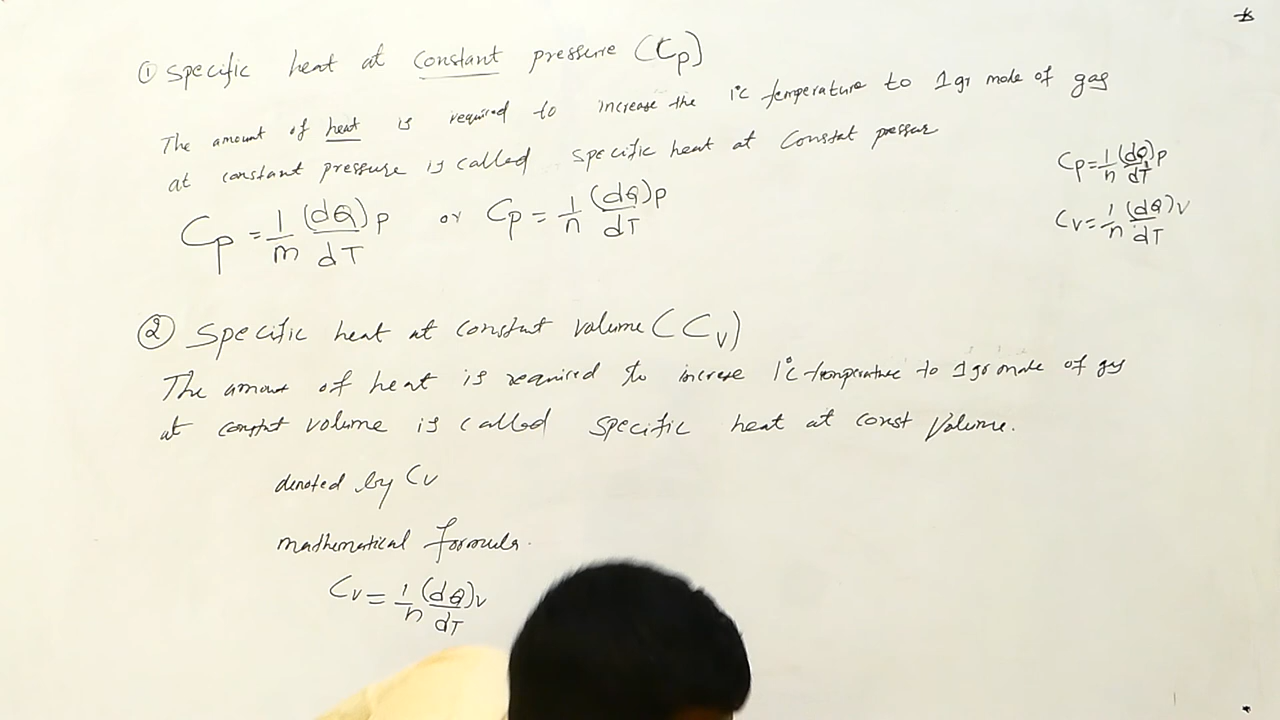 ① Specific heat at constant pressure (Cp)
The amount of heat is required to increase the 1°c temperature to 1 gr mole of gas
at constant pressure is called specific heat at Constat pressur
Cp = 1/m (dQ)p/dT or Cp = 1/n (dQ)p/dT
Cp = 1/n (dQ)p/dT
Cv = 1/n (dQ)v/dT
② Specific heat at constant volume (Cv)
The amount of heat is required to increse 1°c temperature to 1 gr mole of gas
at constnt volume is called specific heat at const Volume.
denoted by Cv
mathematical formula.
Cv = 1/n (dQ)v/dT